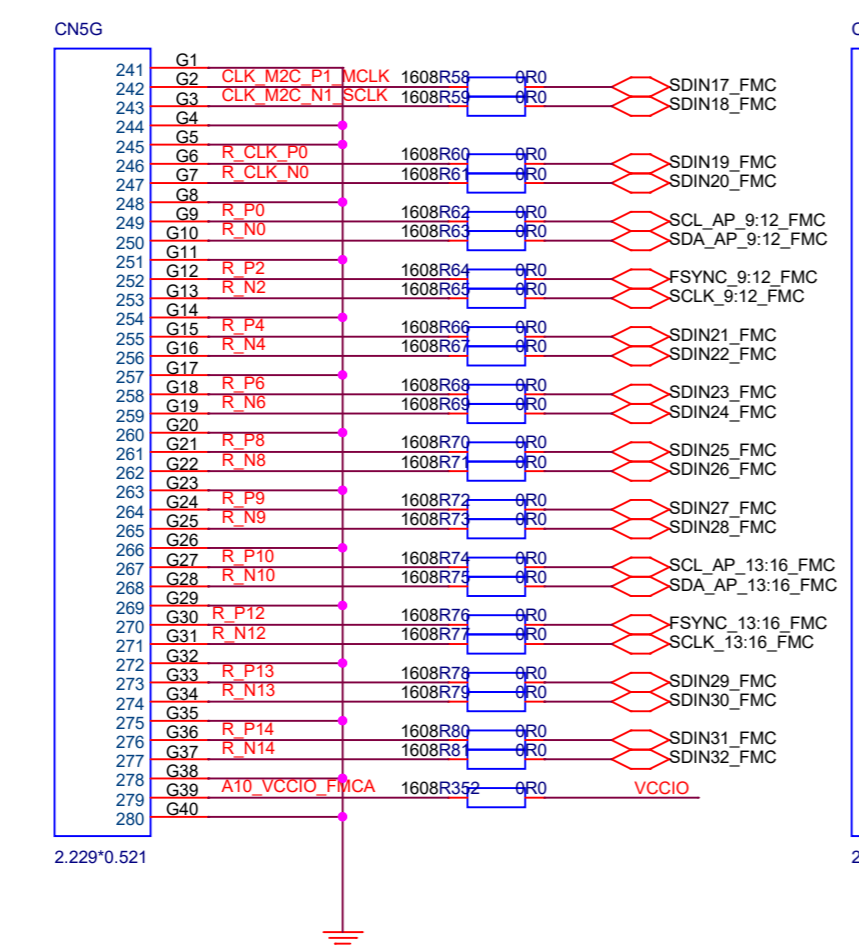 CN5G
C
241 G1
242 G2 CLK_M2C_P1_MCLK 1608R58 0R0 SDIN17_FMC
243 G3 CLK_M2C_N1_SCLK 1608R59 0R0 SDIN18_FMC
244 G4
245 G5
246 G6 R_CLK_P0 1608R60 0R0 SDIN19_FMC
247 G7 R_CLK_N0 1608R61 0R0 SDIN20_FMC
248 G8
249 G9 R_P0 1608R62 0R0 SCL_AP_9:12_FMC
250 G10 R_N0 1608R63 0R0 SDA_AP_9:12_FMC
251 G11
252 G12 R_P2 1608R64 0R0 FSYNC_9:12_FMC
253 G13 R_N2 1608R65 0R0 SCLK_9:12_FMC
254 G14
255 G15 R_P4 1608R66 0R0 SDIN21_FMC
256 G16 R_N4 1608R67 0R0 SDIN22_FMC
257 G17
258 G18 R_P6 1608R68 0R0 SDIN23_FMC
259 G19 R_N6 1608R69 0R0 SDIN24_FMC
260 G20
261 G21 R_P8 1608R70 0R0 SDIN25_FMC
262 G22 R_N8 1608R71 0R0 SDIN26_FMC
263 G23
264 G24 R_P9 1608R72 0R0 SDIN27_FMC
265 G25 R_N9 1608R73 0R0 SDIN28_FMC
266 G26
267 G27 R_P10 1608R74 0R0 SCL_AP_13:16_FMC
268 G28 R_N10 1608R75 0R0 SDA_AP_13:16_FMC
269 G29
270 G30 R_P12 1608R76 0R0 FSYNC_13:16_FMC
271 G31 R_N12 1608R77 0R0 SCLK_13:16_FMC
272 G32
273 G33 R_P13 1608R78 0R0 SDIN29_FMC
274 G34 R_N13 1608R79 0R0 SDIN30_FMC
275 G35
276 G36 R_P14 1608R80 0R0 SDIN31_FMC
277 G37 R_N14 1608R81 0R0 SDIN32_FMC
278 G38
279 G39 A10_VCCIO_FMCA 1608R352 0R0 VCCIO
280 G40
2.229*0.521
2